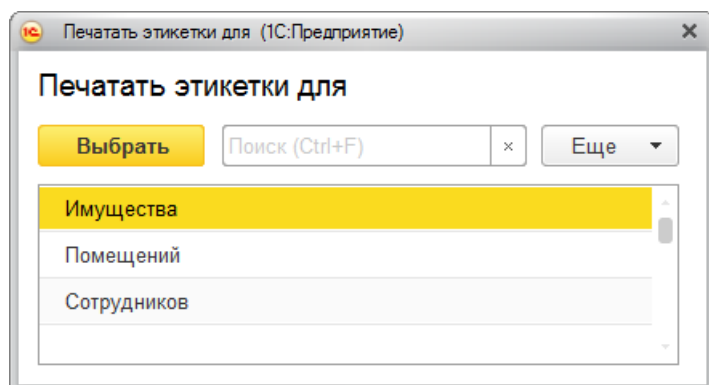 1С Печатать этикетки для (1С:Предприятие)
Печатать этикетки для
Выбрать Поиск (Ctrl+F) × Еще
Имущества
Помещений
Сотрудников